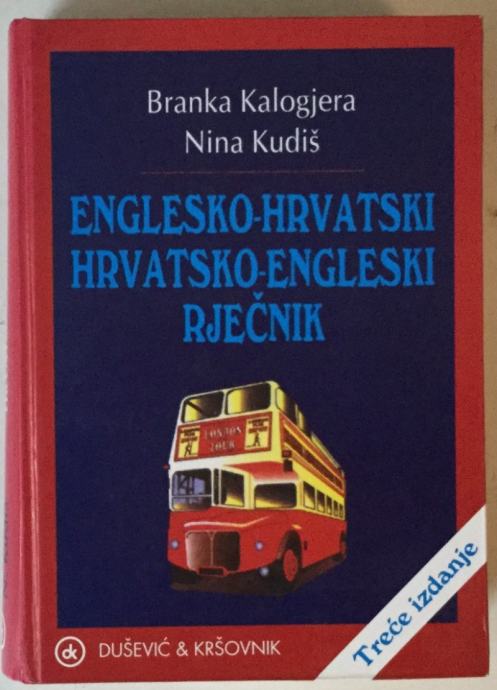 Branka Kalogjera
Nina Kudiš
ENGLESKO-HRVATSKI
HRVATSKO-ENGLESKI
RJEČNIK
LONDON
TOUR
Treće izdanje
dk DUŠEVIĆ & KRŠOVNIK